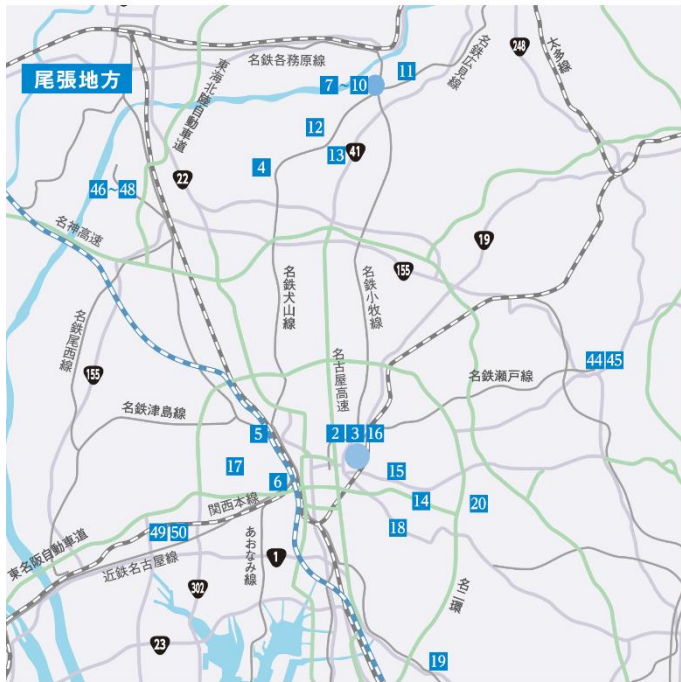 尾張地方
名鉄各務原線
東海北陸自動車道
名鉄広見線
248
太多線
7~10
11
12
13
41
4
22
46~48
名神高速
19
155
名鉄犬山線
名鉄小牧線
名鉄尾西線
155
名古屋高速
44 45
名鉄瀬戸線
名鉄津島線
5
2 3 16
17
6
15
14
20
関西本線
18
49 50
東名阪自動車道
近鉄名古屋線
あおなみ線
1
302
名二環
23
19